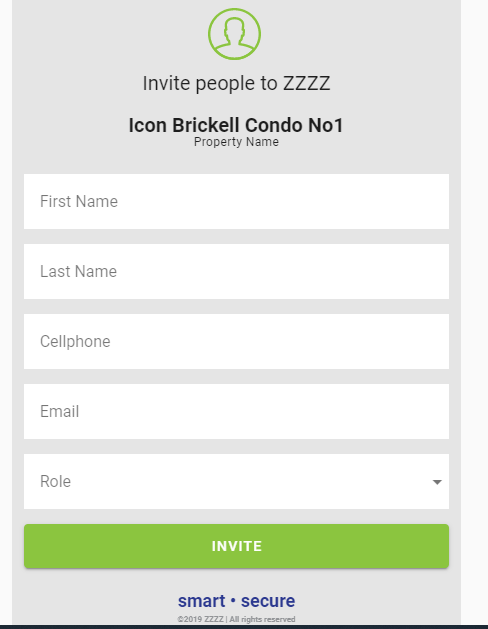 Invite people to ZZZZ
Icon Brickell Condo No1
Property Name
First Name
Last Name
Cellphone
Email
Role
INVITE
smart • secure
©2019 ZZZZ | All rights reserved